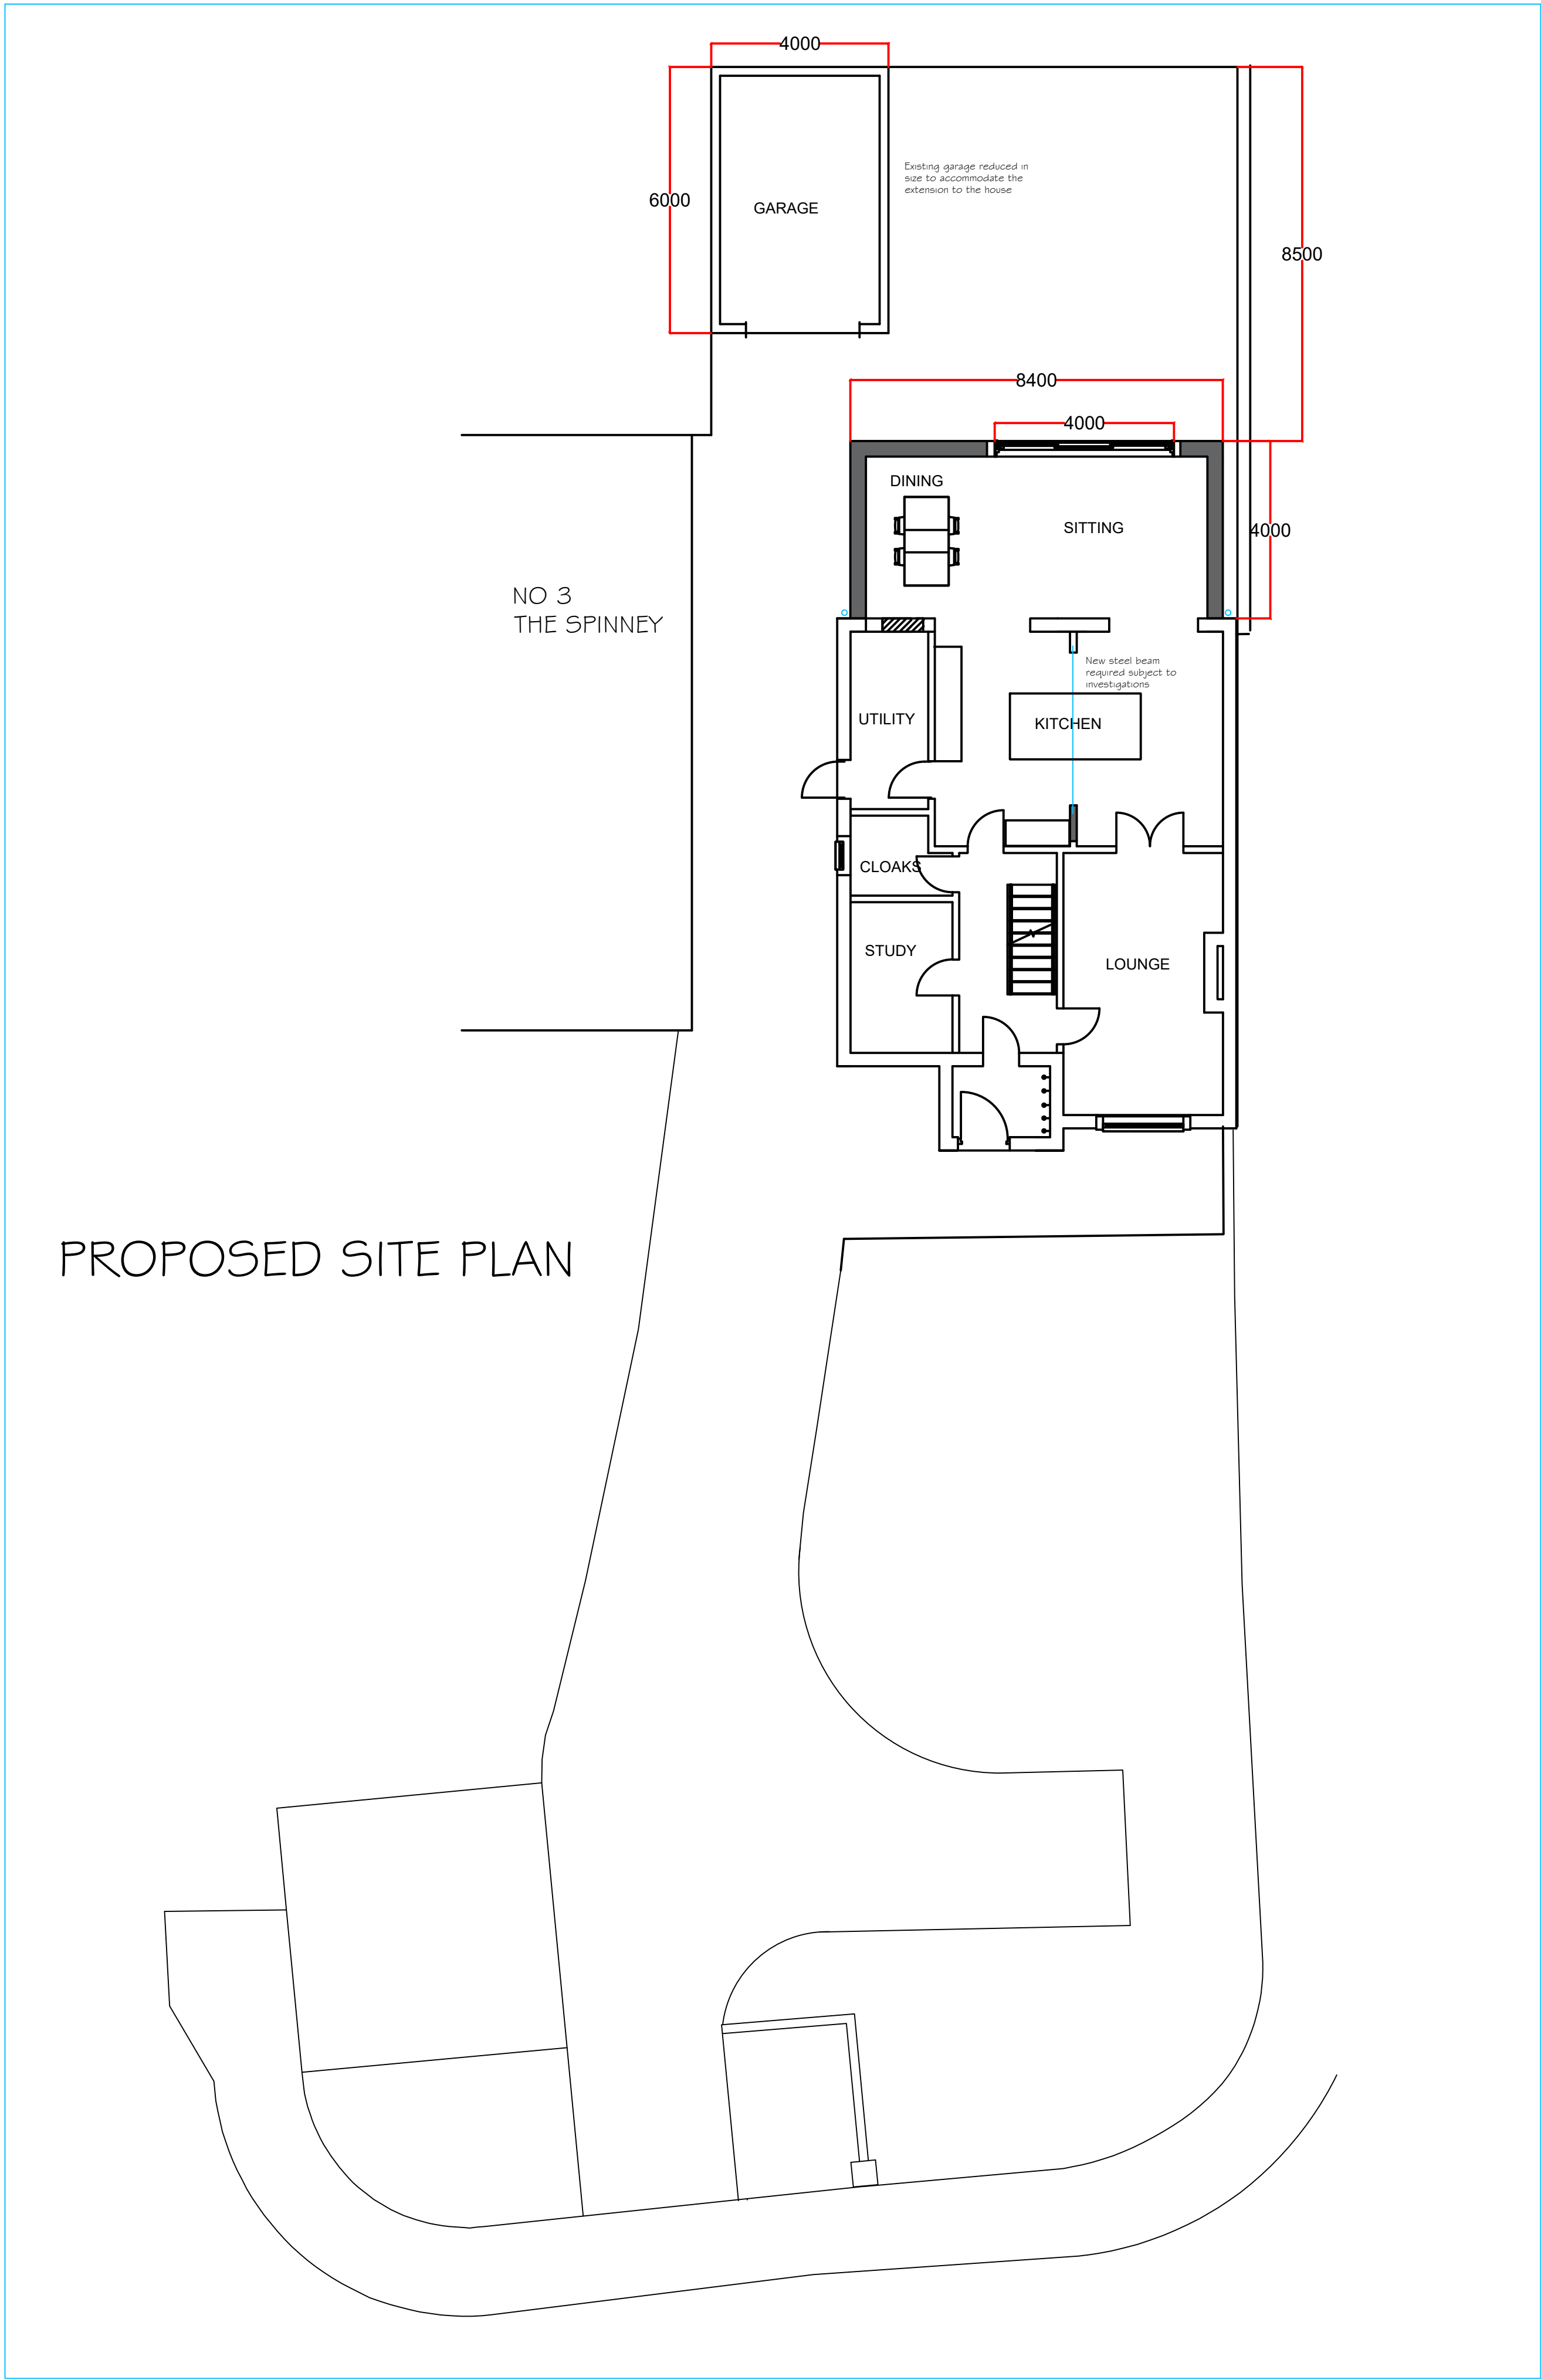 4000
6000
GARAGE
Existing garage reduced in
size to accommodate the
extension to the house
8500
8400
4000
DINING
SITTING
4000
NO 3
THE SPINNEY
New steel beam
required subject to
investigations
UTILITY
KITCHEN
CLOAKS
STUDY
LOUNGE
PROPOSED SITE PLAN